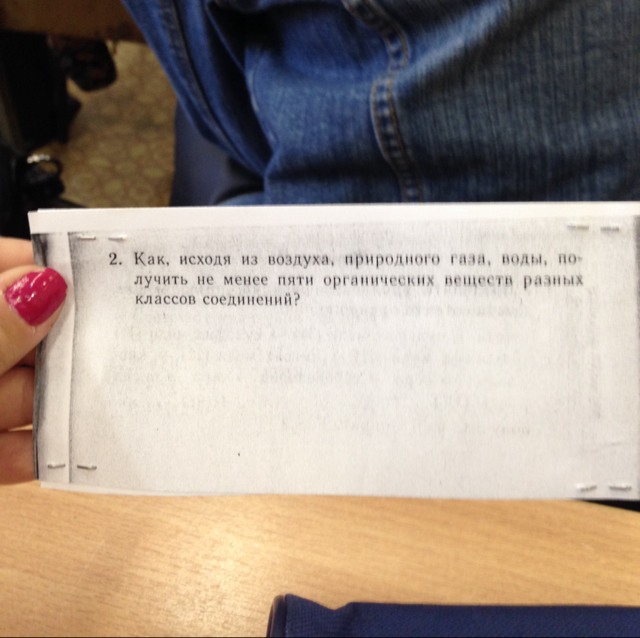 2. Как, исходя из воздуха, природного газа, воды, по-
лучить не менее пяти органических веществ разных
классов соединений?